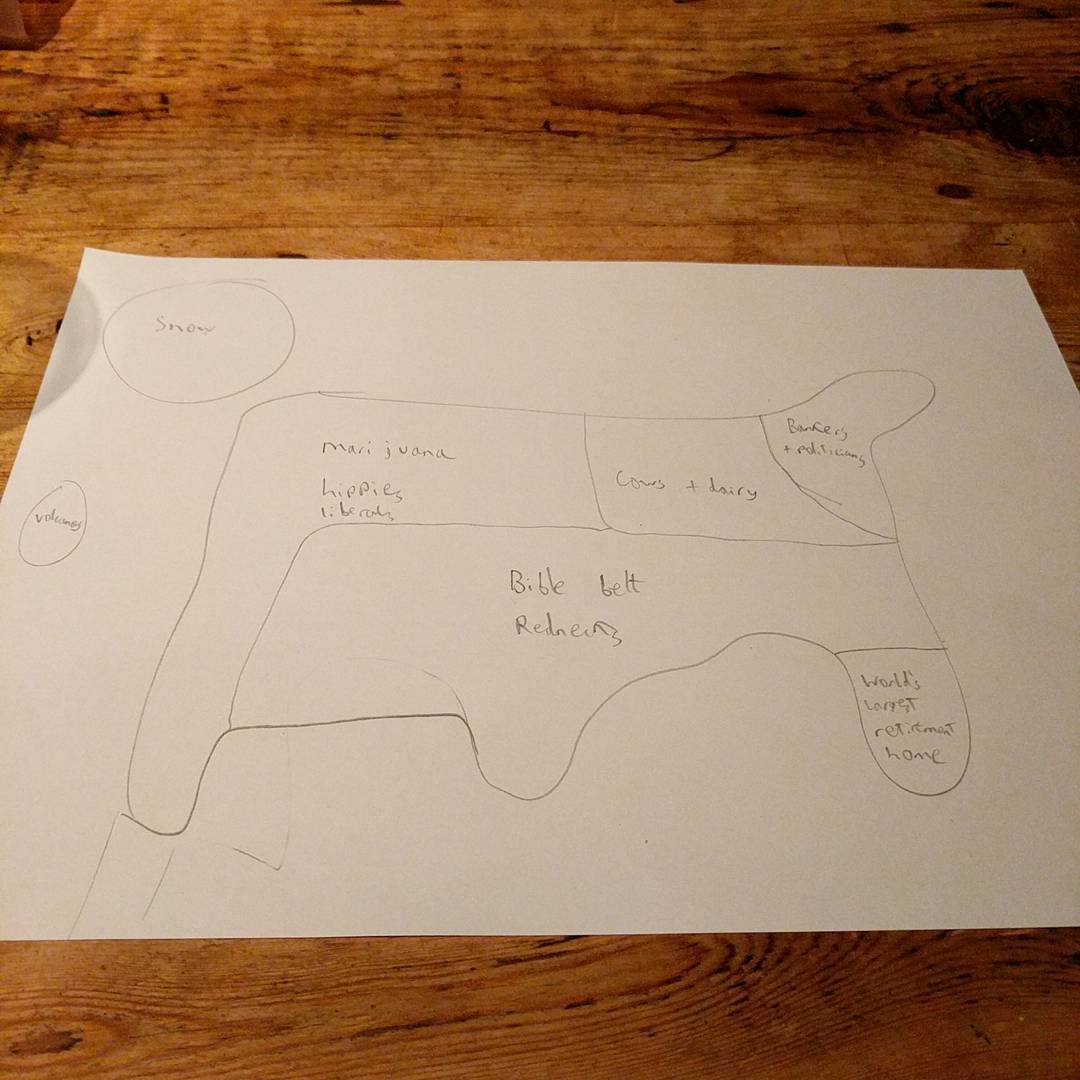 Snow
marijuana
hippies
liberals
Cows + dairy
Bankers
+ politicians
volcanoes
Bible belt
Rednecks
World's
largest
retirement
home